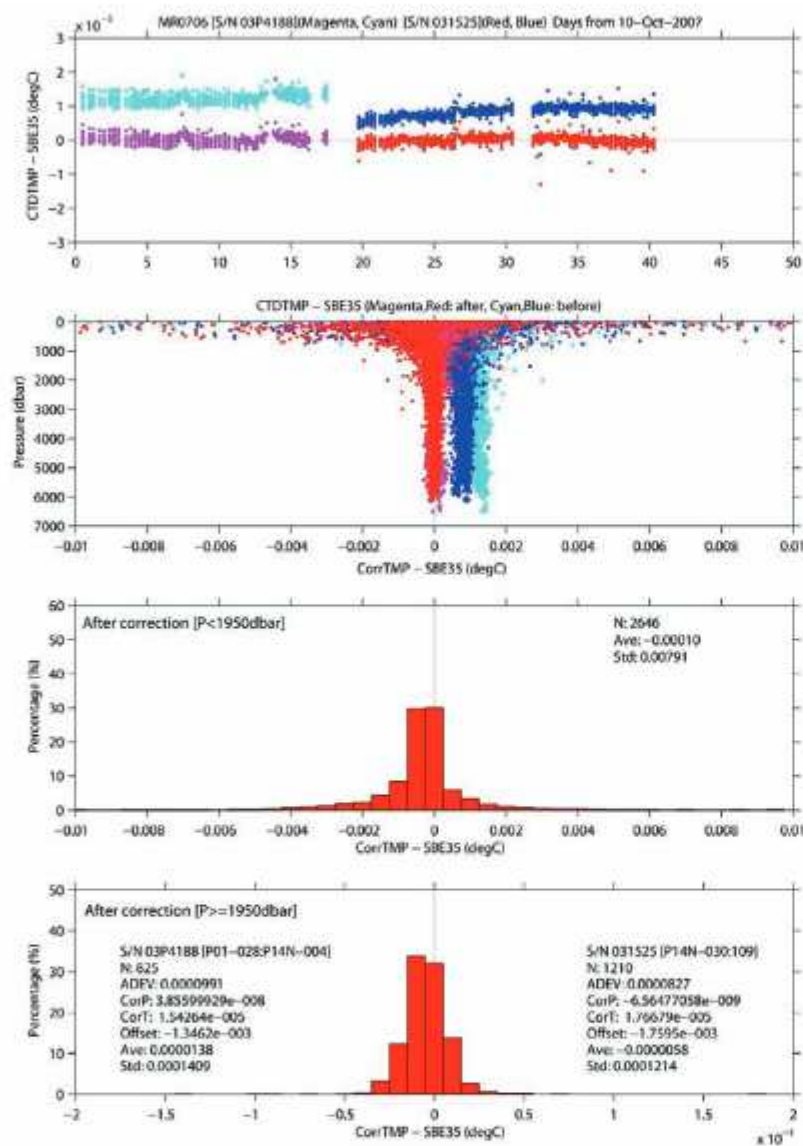 MR0706 [S/N 03P4188](Magenta, Cyan) [S/N 031525](Red, Blue) Days from 10-Oct-2007
3
2
1
0
-1
-2
-3
CTDTMP - SBE35 (degC)
0 5 10 15 20 25 30 35 40 45 50
CTDTMP - SBE35 (Magenta,Red: after, Cyan,Blue: before)
0
1000
2000
3000
4000
5000
6000
7000
Pressure (dbar)
-0.01 -0.008 -0.006 -0.004 -0.002 0 0.002 0.004 0.006 0.008 0.01
CorrTMP - SBE35 (degC)
60
50
40
30
20
10
0
Percentage (%)
After correction [P<1950dbar]
N: 2646
Ave: -0.00010
Std: 0.00791
-0.01 -0.008 -0.006 -0.004 -0.002 0 0.002 0.004 0.006 0.008 0.01
CorrTMP - SBE35 (degC)
50
40
30
20
10
0
Percentage (%)
After correction [P>=1950dbar]
S/N 03P4188 [P01-028:P14N-004]
N: 825
ADEV: 0.0000991
CorP: 3.85599929e-008
CorT: 1.54264e-005
Offset: -1.3462e-003
Ave: 0.0000138
Std: 0.0001409
S/N 031525 [P14N-030:109]
N: 1210
ADEV: 0.0000827
CorP: -6.56477058e-009
CorT: 1.76679e-005
Offset: -1.7595e-003
Ave: -0.0000058
Std: 0.0001214
-2 -1.5 -1 -0.5 0 0.5 1 1.5 2
CorrTMP - SBE35 (degC)